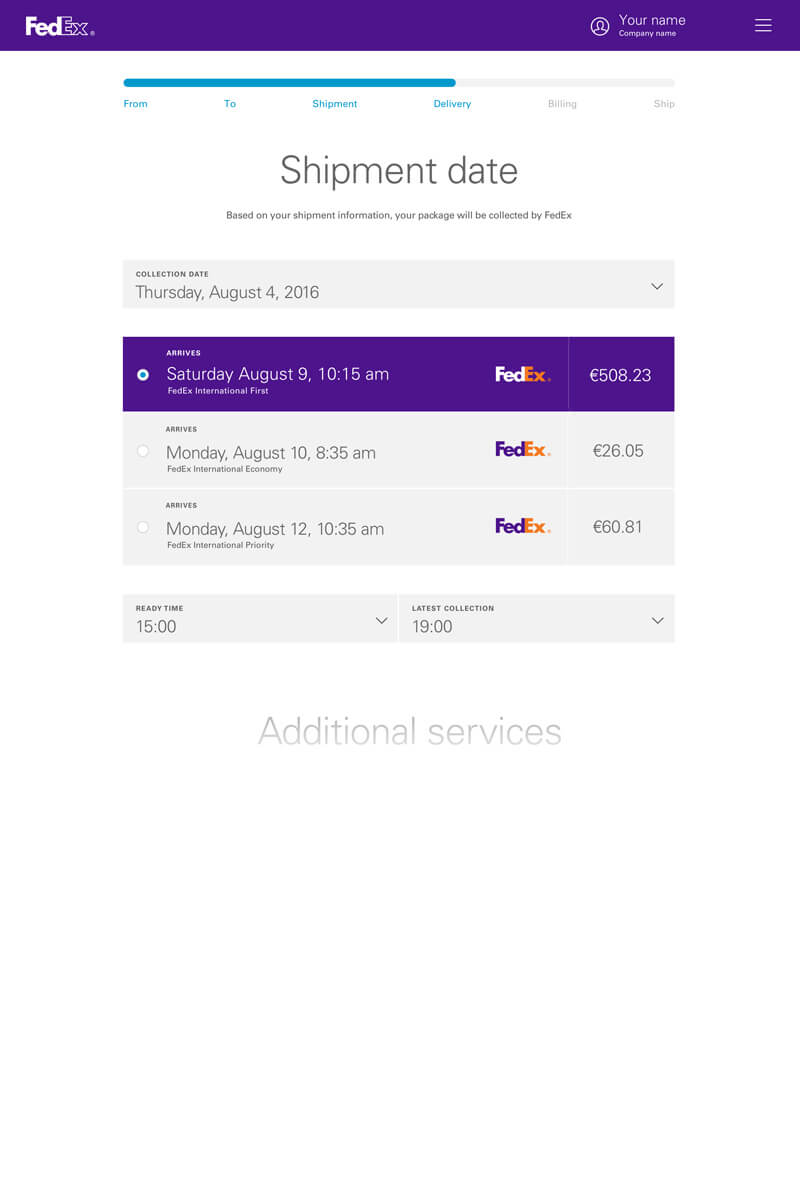 FedEx®
Your name
Company name
From To Shipment Delivery Billing Ship
Shipment date
Based on your shipment information, your package will be collected by FedEx
COLLECTION DATE
Thursday, August 4, 2016
ARRIVES
Saturday August 9, 10:15 am
FedEx International First
FedEx®
€508.23
ARRIVES
Monday, August 10, 8:35 am
FedEx International Economy
FedEx®
€26.05
ARRIVES
Monday, August 12, 10:35 am
FedEx International Priority
FedEx®
€60.81
READY TIME
15:00
LATEST COLLECTION
19:00
Additional services